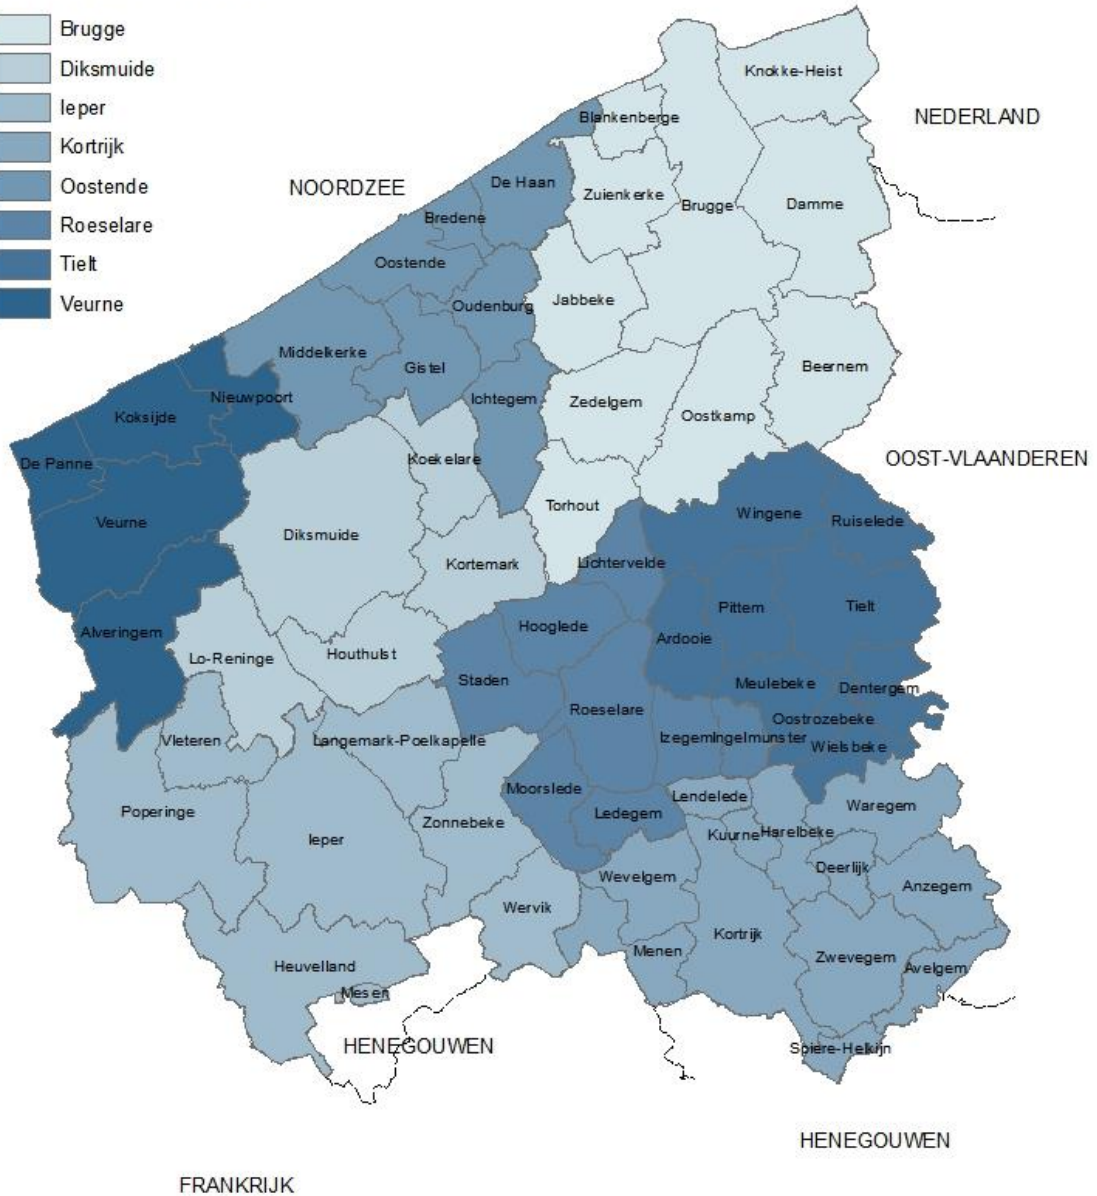 Brugge
Diksmuide
Ieper
Kortrijk
Oostende
Roeselare
Tielt
Veurne
Knokke-Heist
NEDERLAND
Blankenberge
NOORDZEE
De Haan
Zuienkerke
Brugge
Damme
Bredene
Oostende
Jabbeke
Oudenburg
Middelkerke
Gistel
Beernem
Nieuwpoort
Ichtegem
Zedelgem
Koksijde
Oostkamp
De Panne
Koekelare
OOST-VLAANDEREN
Veurne
Torhout
Wingene
Ruiselede
Diksmuide
Kortemark
Lichtervelde
Pittem
Tielt
Alveringem
Hooglede
Ardooie
Lo-Reninge
Houthulst
Staden
Meulebeke
Dentergem
Roeselare
Oostrozebeke
Vleteren
Langemark-Poelkapelle
Izegem
Ingelmunster
Wielsbeke
Moorslede
Lendelede
Waregem
Poperinge
Ledegem
Zonnebeke
Ieper
Kuurne
Harelbeke
Deerlijk
Wevelgem
Anzegem
Wervik
Kortrijk
Menen
Zwevegem
Heuvelland
Avelgem
Mesen
HENEGOUWEN
Spiere-Helkijn
HENEGOUWEN
FRANKRIJK